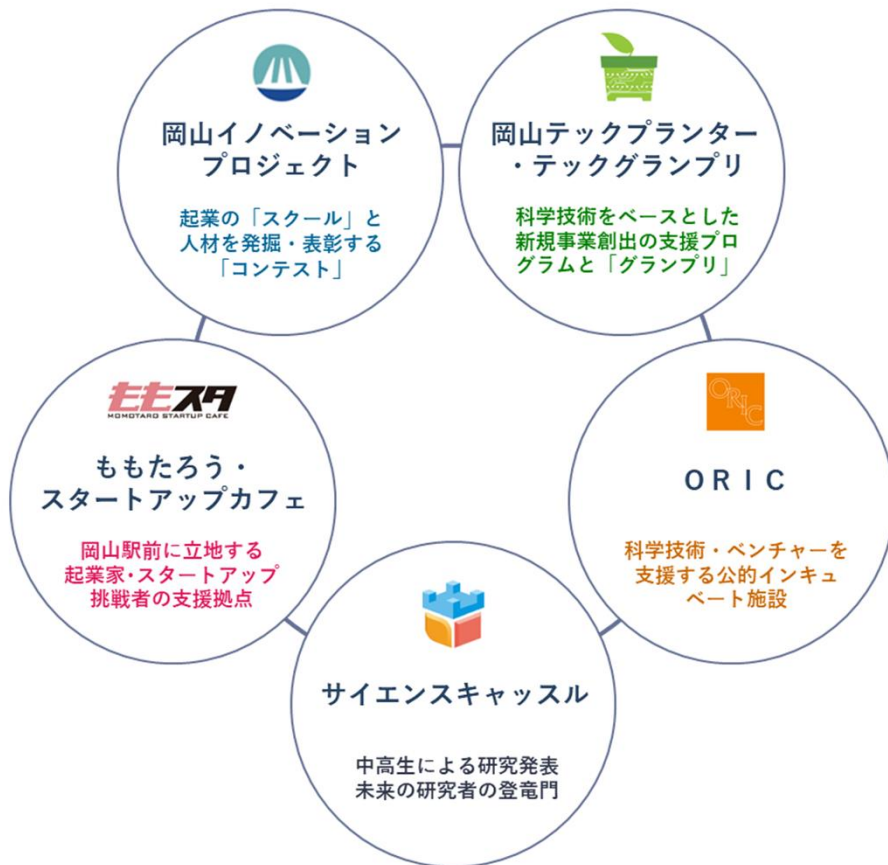 岡山イノベーション
プロジェクト
起業の「スクール」と
人材を発掘・表彰する
「コンテスト」
岡山テックプランター
・テックグランプリ
科学技術をベースとした
新規事業創出の支援プロ
グラムと「グランプリ」
ももスタ
MOMOTARO STARTUP CAFE
ももたろう・
スタートアップカフェ
岡山駅前に立地する
起業家・スタートアップ
挑戦者の支援拠点
ORIC
ＯＲＩＣ
科学技術・ベンチャーを
支援する公的インキュ
ベート施設
サイエンスキャッスル
中高生による研究発表
未来の研究者の登竜門